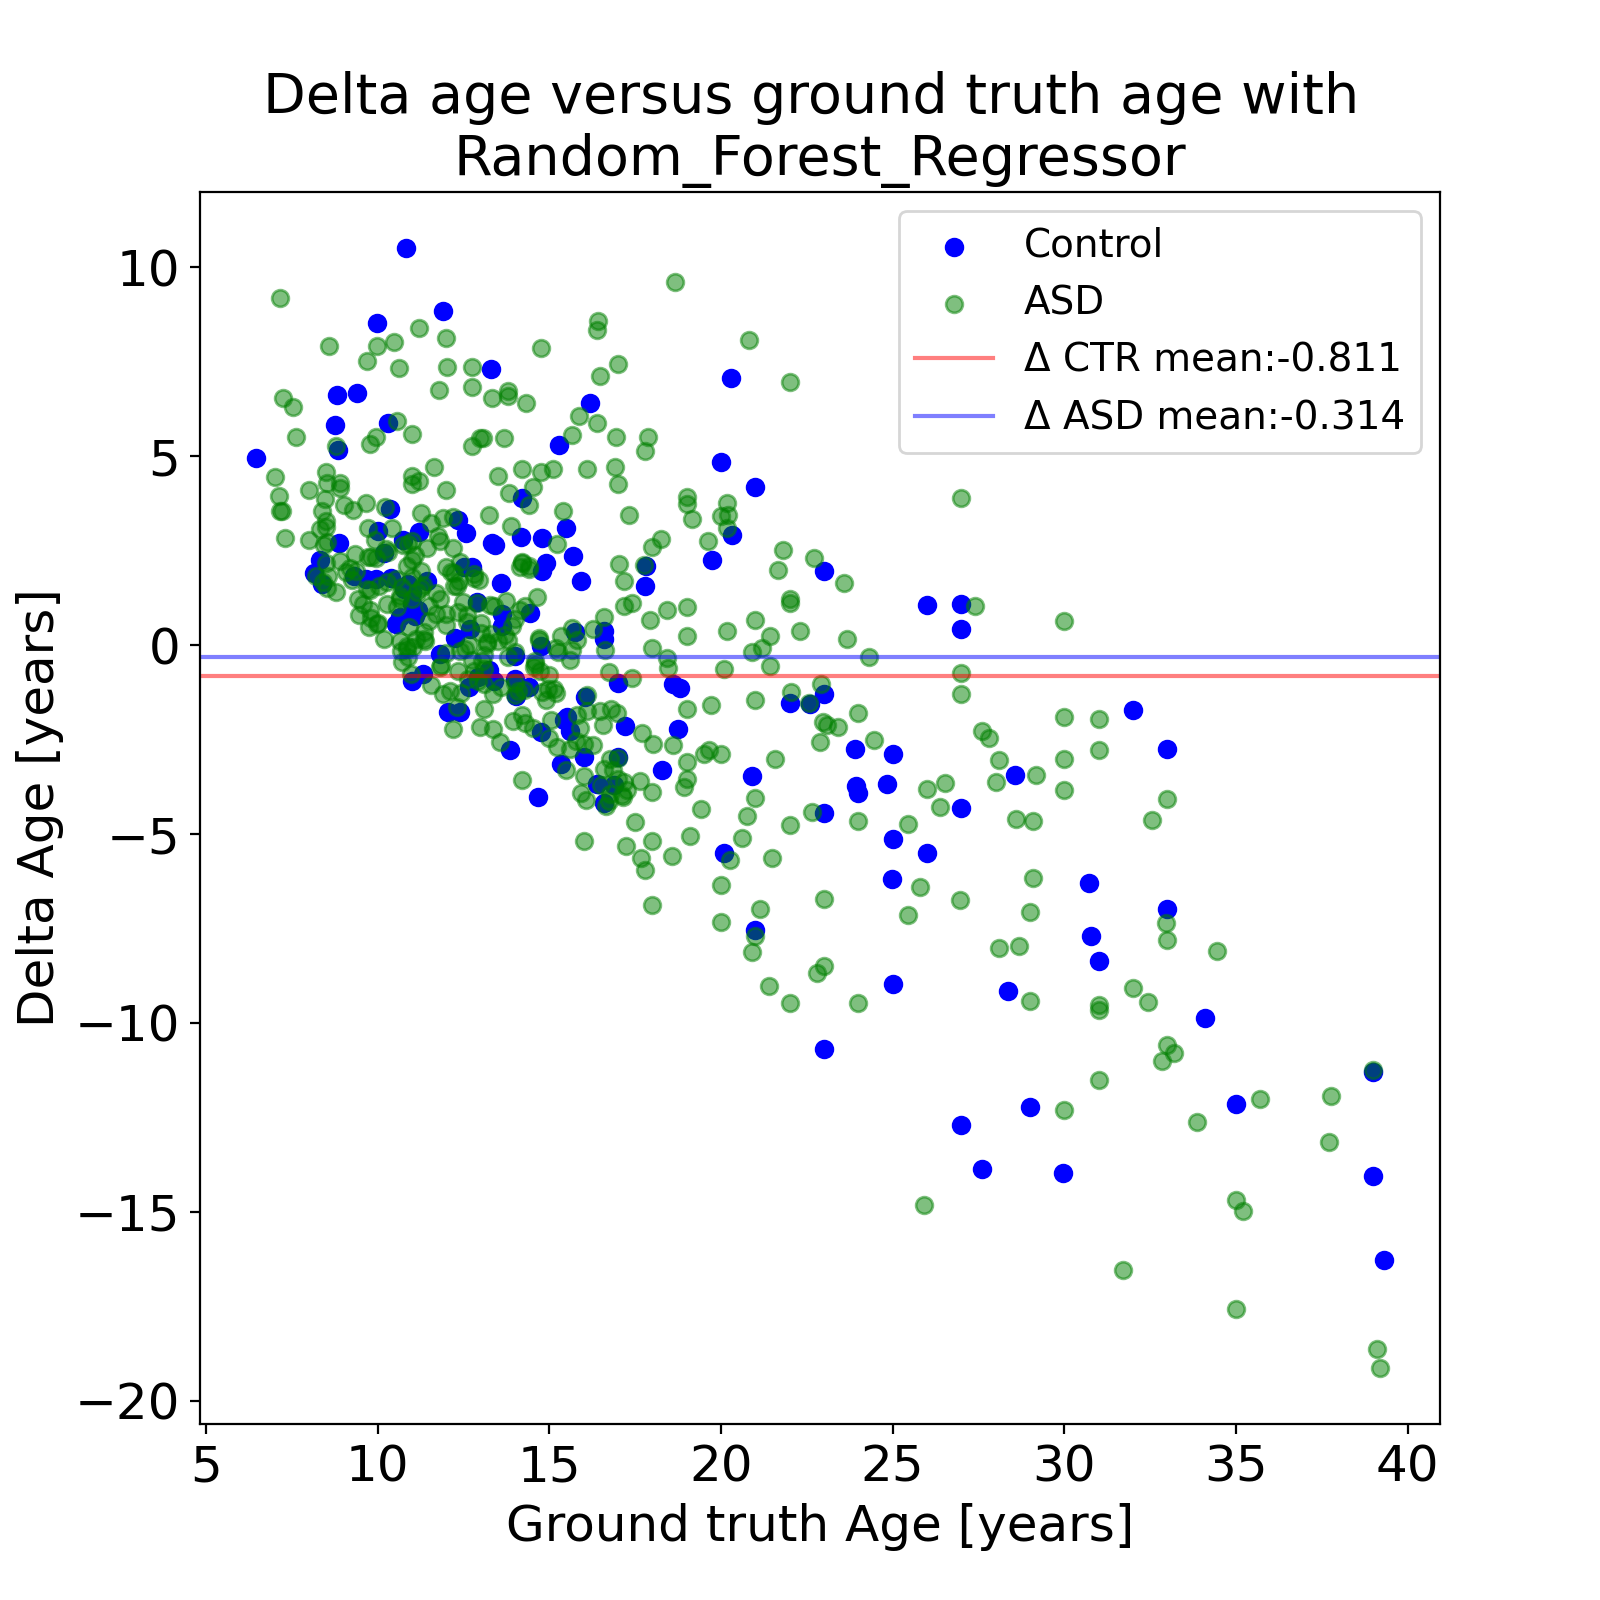 Delta age versus ground truth age with
Random_Forest_Regressor
Control
ASD
Δ CTR mean:-0.811
Δ ASD mean:-0.314
10
5
0
−5
−10
−15
−20
Delta Age [years]
5 10 15 20 25 30 35 40
Ground truth Age [years]